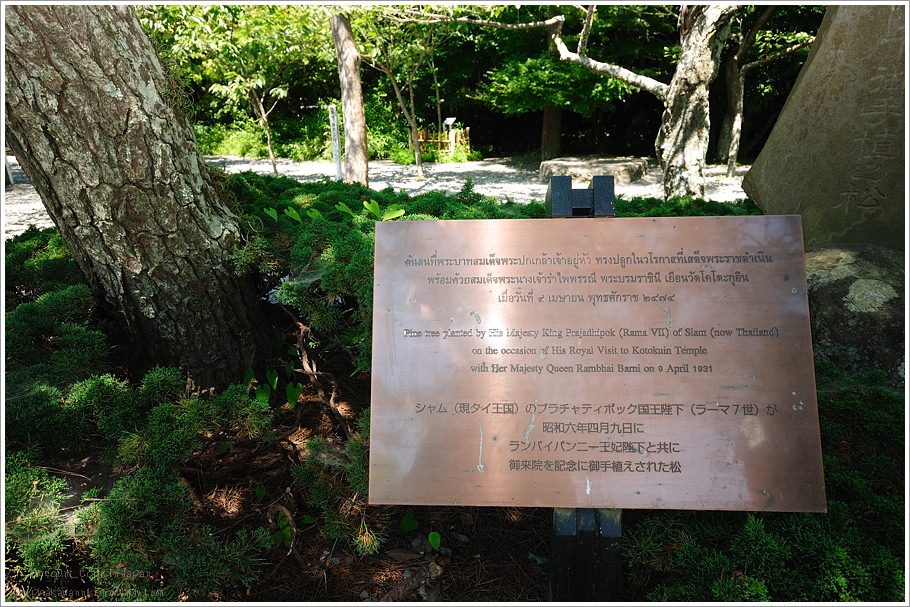 ต้นสนที่พระบาทสมเด็จพระปกเกล้าเจ้าอยู่หัว ทรงปลูกในวโรกาสที่เสด็จพระราชดำเนิน
พร้อมด้วยสมเด็จพระนางเจ้ารำไพพรรณี พระบรมราชินี เยือนวัดโคโตะกุอิน
เมื่อวันที่ ๙ เมษายน พุทธศักราช ๒๔๗๔
Pine tree planted by His Majesty King Prajadhipok (Rama VII) of Siam (now Thailand)
on the occasion of His Royal Visit to Kotokuin Temple
with Her Majesty Queen Rambhai Barni on 9 April 1931
シャム（現タイ王国）のプラチャティポック国王陛下（ラーマ７世）が
昭和六年四月九日に
ランバイパンニー王妃陛下と共に
御来院を記念に御手植えされた松